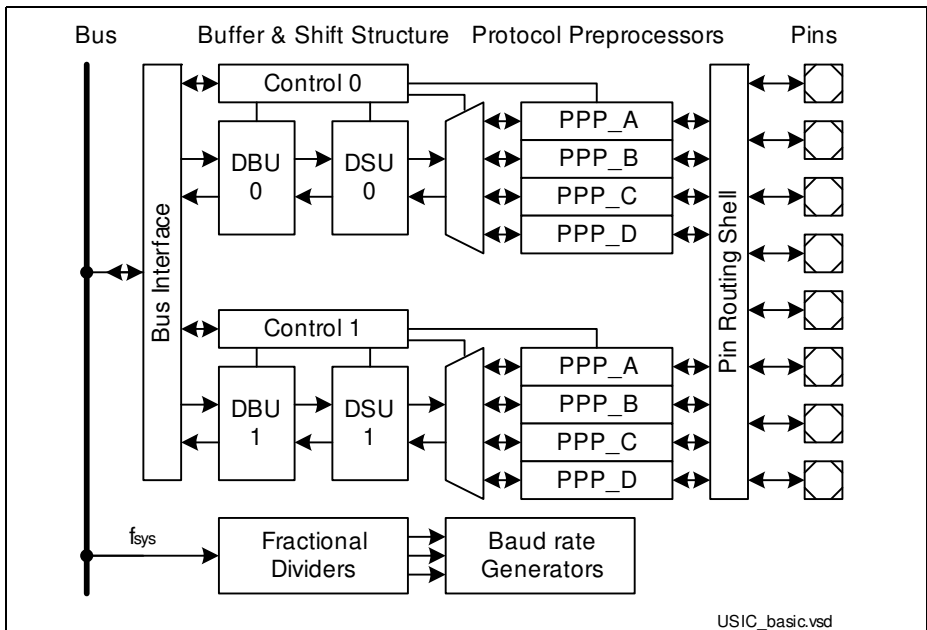 Bus Buffer & Shift Structure Protocol Preprocessors Pins
Control 0
PPP_A
DBU
0
DSU
0
PPP_B
PPP_C
PPP_D
Bus Interface
Pin Routing Shell
Control 1
PPP_A
DBU
1
DSU
1
PPP_B
PPP_C
PPP_D
fsys
Fractional
Dividers
Baud rate
Generators
USIC_basic.vsd